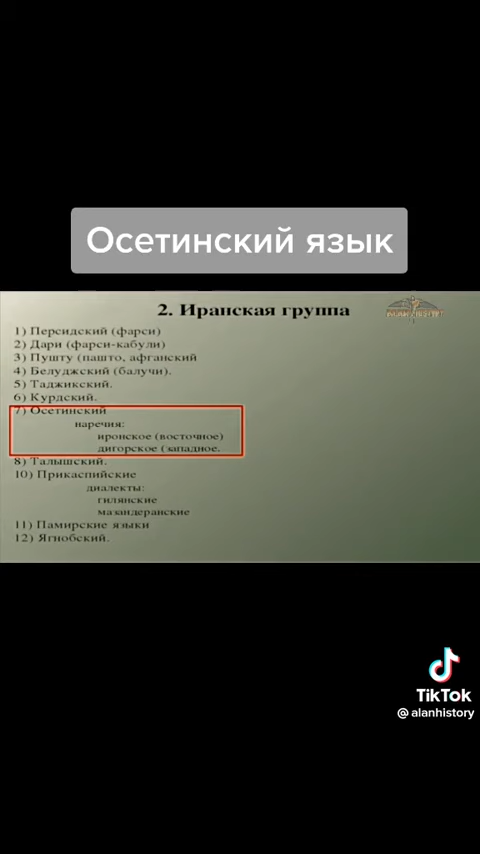 Осетинский язык
2. Иранская группа
1) Персидский (фарси)
2) Дари (фарси-кабули)
3) Пушту (пашто, афганский
4) Белуджский (балучи).
5) Таджикский.
6) Курдский.
7) Осетинский
наречия:
иронское (восточное)
дигорское (западное.
8) Талышский.
10) Прикаспийские
диалекты:
гилянские
мазандеранские
11) Памирские языки
12) Ягнобский.
TikTok
@ alanhistory